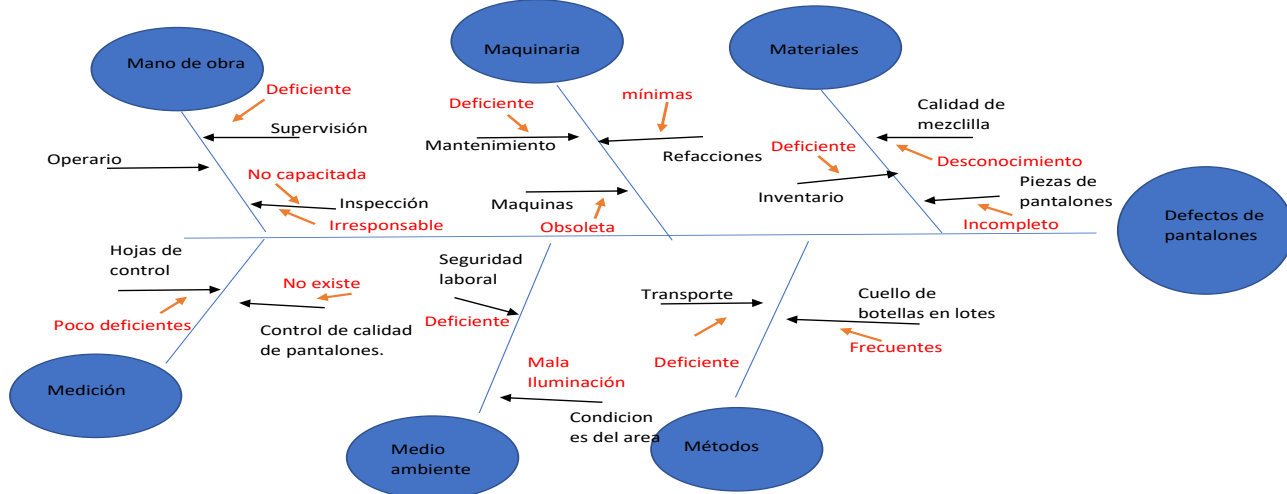 Mano de obra
Deficiente
Supervisión
Operario
No capacitada
Inspección
Irresponsable
Maquinaria
Deficiente
mínimas
Mantenimiento
Refacciones
Maquinas
Obsoleta
Materiales
Calidad de
mezclilla
Deficiente
Desconocimiento
Inventario
Piezas de
pantalones
Incompleto
Defectos de
pantalones
Hojas de
control
No existe
Poco deficientes
Control de calidad
de pantalones.
Medición
Seguridad
laboral
Deficiente
Mala
Iluminación
Condicion
es del area
Medio
ambiente
Transporte
Cuello de
botellas en lotes
Deficiente
Frecuentes
Métodos